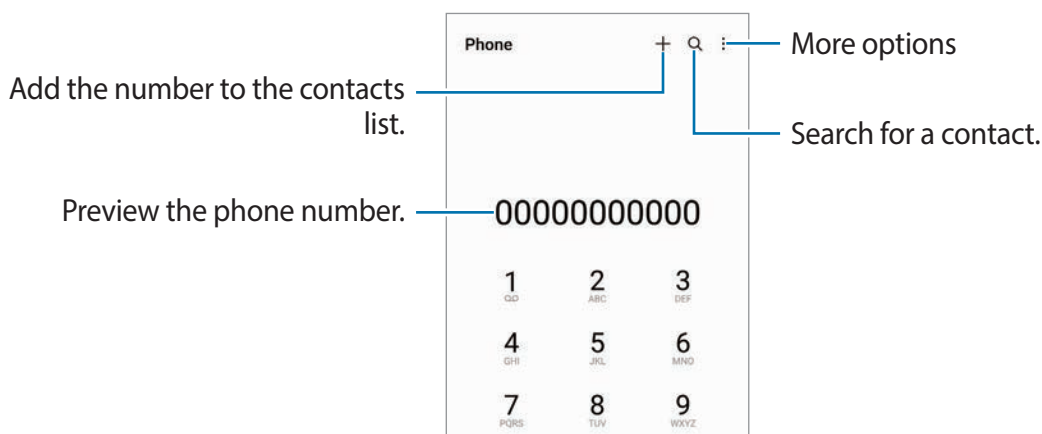 Phone
More options
Add the number to the contacts
list.
Search for a contact.
Preview the phone number.
00000000000
1 2 3
ABC DEF
4 5 6
GHI JKL MNO
7 8 9
PQRS TUV WXYZ